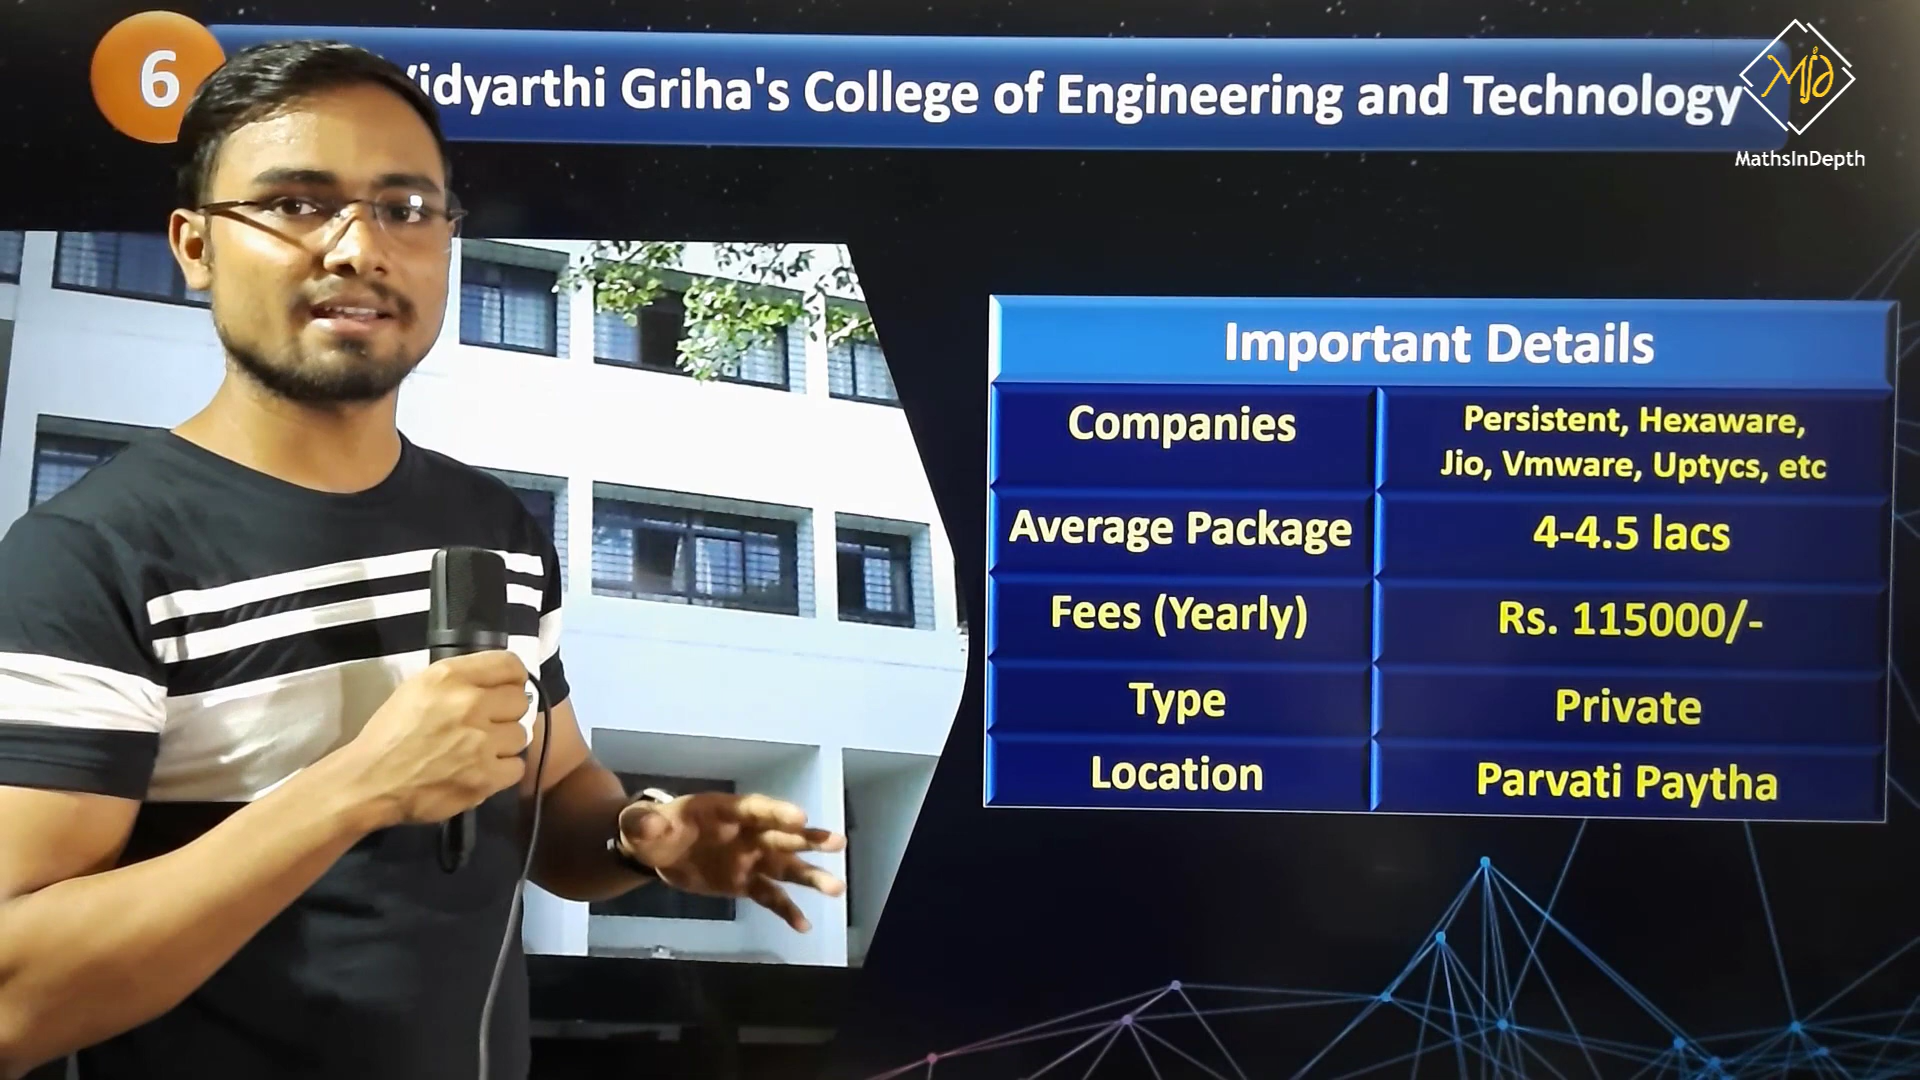 6
Vidyarthi Griha's College of Engineering and Technology
MathsInDepth
Important Details
Companies
Persistent, Hexaware,
Jio, Vmware, Uptycs, etc
Average Package
4-4.5 lacs
Fees (Yearly)
Rs. 115000/-
Type
Private
Location
Parvati Paytha